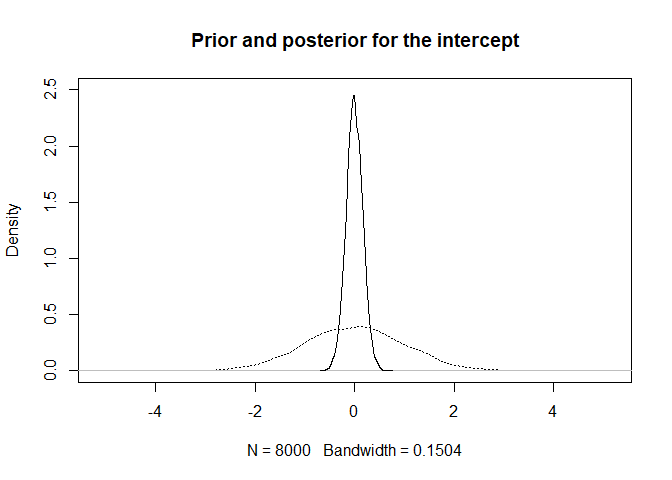 Prior and posterior for the intercept
Density
2.5
2.0
1.5
1.0
0.5
0.0
-4 -2 0 2 4
N = 8000 Bandwidth = 0.1504